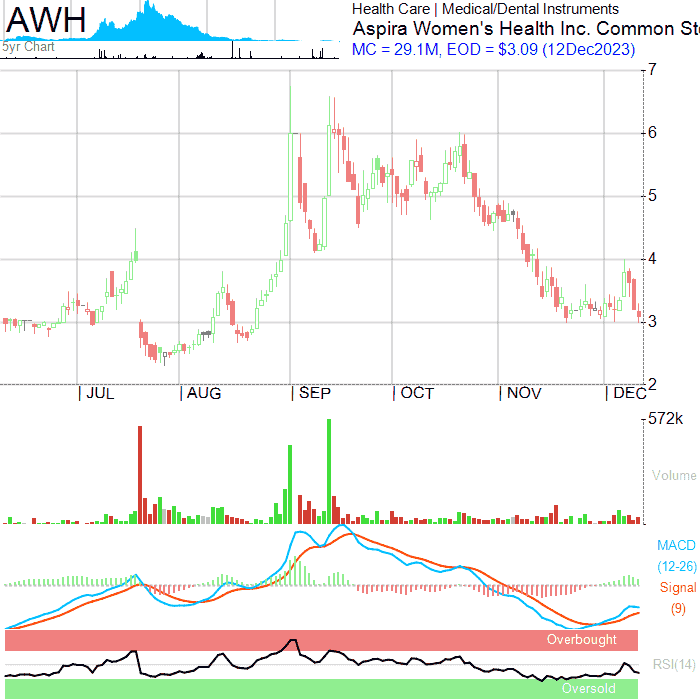 AWH
5yr Chart
Health Care | Medical/Dental Instruments
Aspira Women's Health Inc. Common Sto
MC = 29.1M, EOD = $3.09 (12Dec2023)
7
6
5
4
3
2
JUL AUG SEP OCT NOV DEC
572k
Volume
MACD
(12-26)
Signal
(9)
Overbought
RSI(14)
Oversold